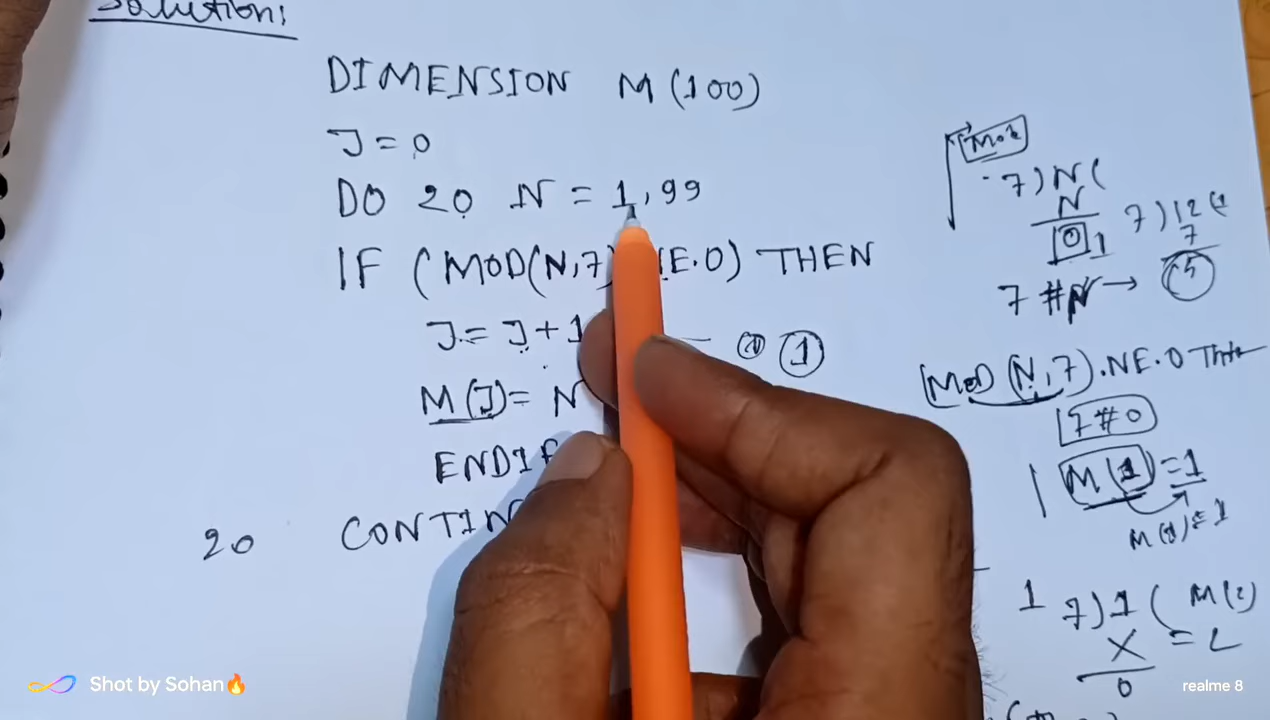 Solution:
DIMENSION M(100)
J = 0
DO 20 N = 1,99
IF (MOD(N,7) E.0) THEN
J = J + 1
M(J) = N
ENDIF
20 CONTIN
①
7)N(
N
0
7)12(1
7
5
7 #N →
(MOD (N,7).NE.0
7 # 0
M(1) = 1
1 7)1( M(2)
X = 2
0
Shot by Sohan🔥
realme 8